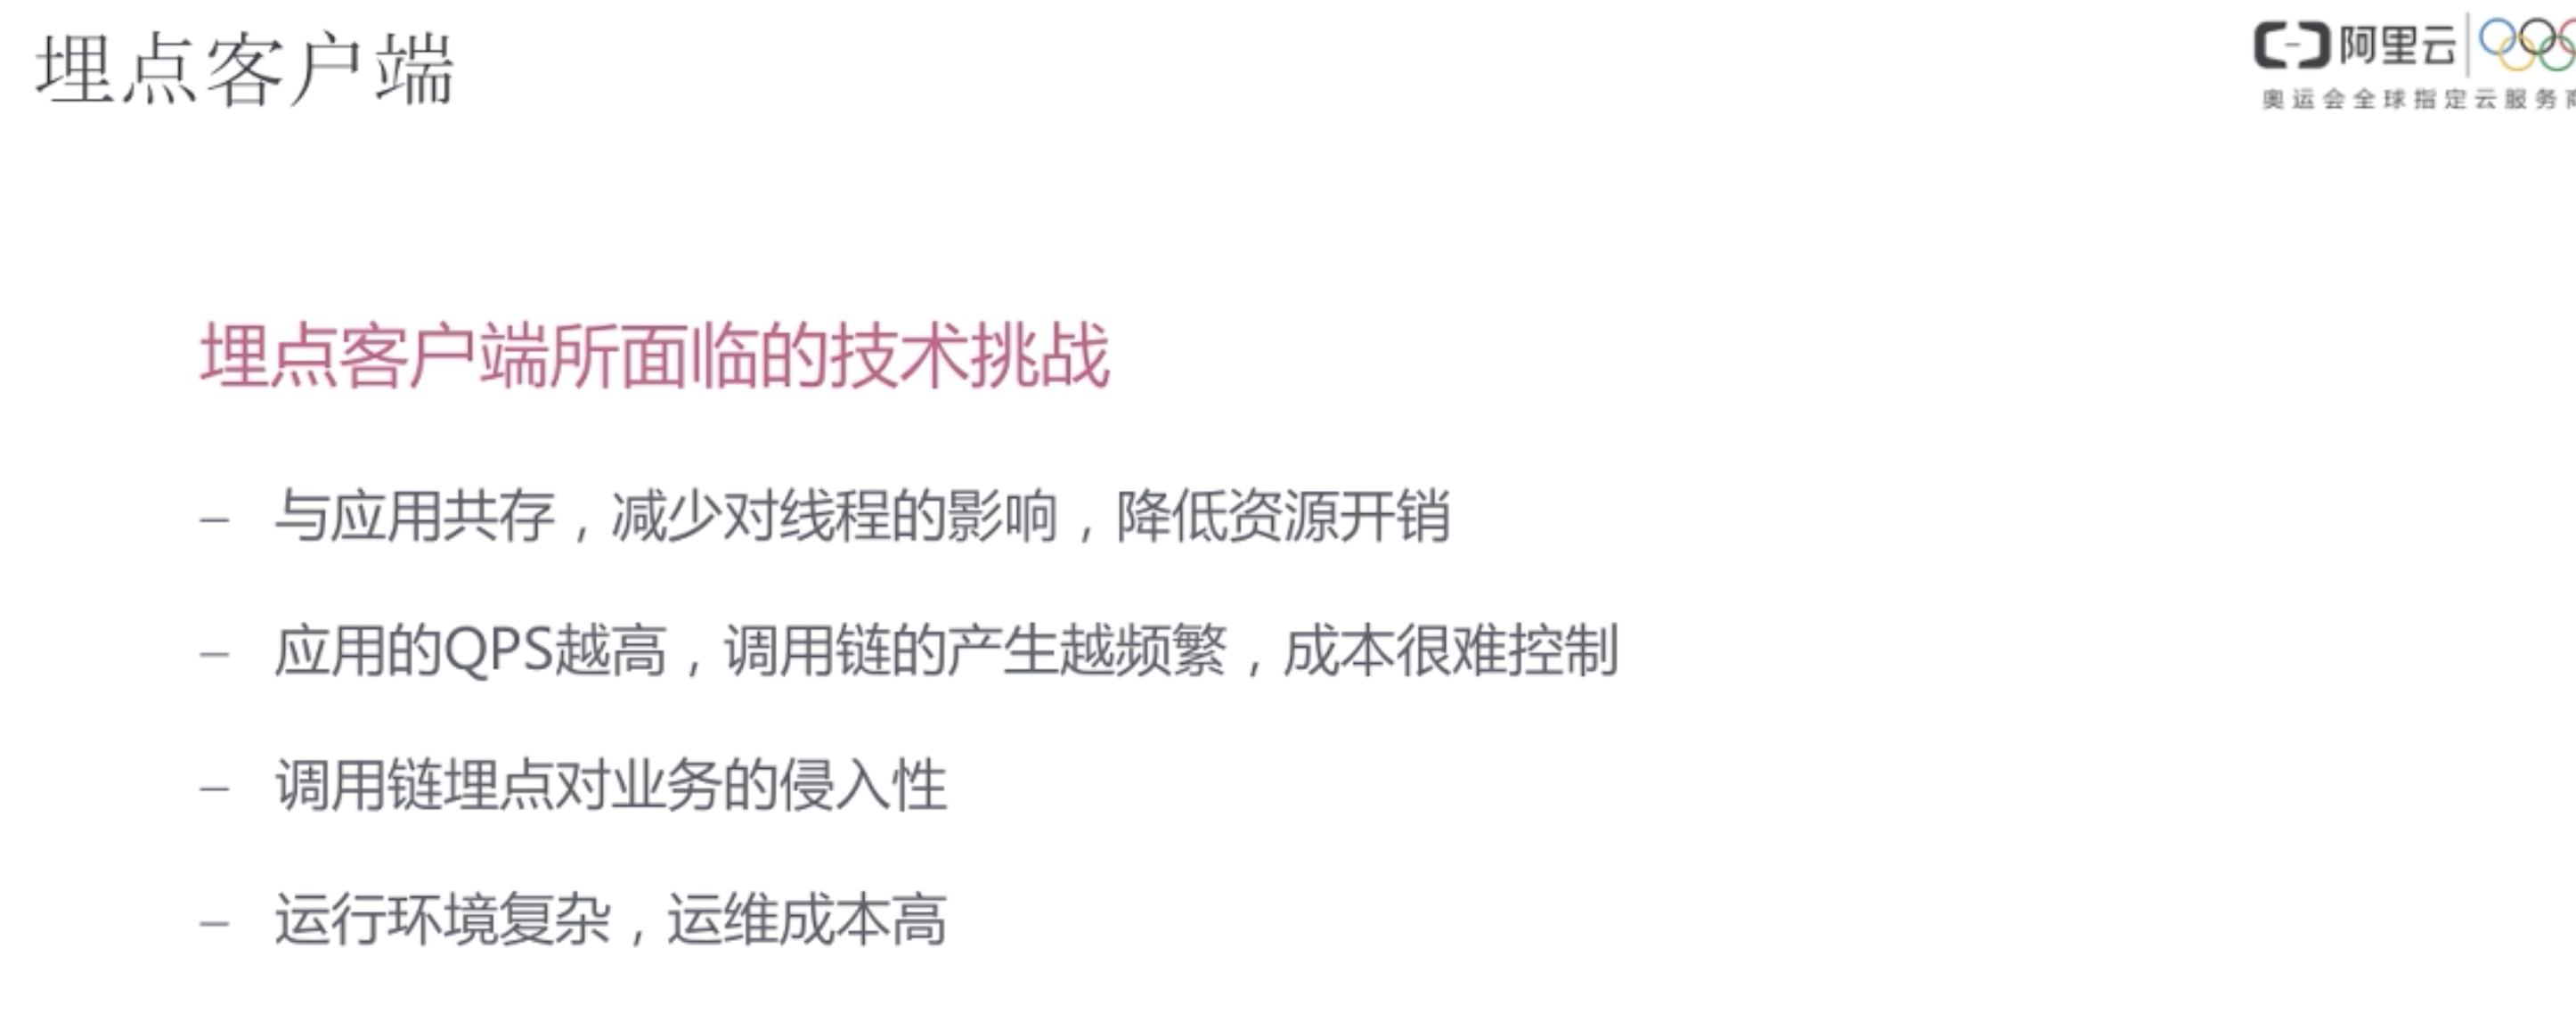 埋点客户端
阿里云
奥运会全球指定云服务商
埋点客户端所面临的技术挑战
– 与应用共存，减少对线程的影响，降低资源开销
– 应用的QPS越高，调用链的产生越频繁，成本很难控制
– 调用链埋点对业务的侵入性
– 运行环境复杂，运维成本高